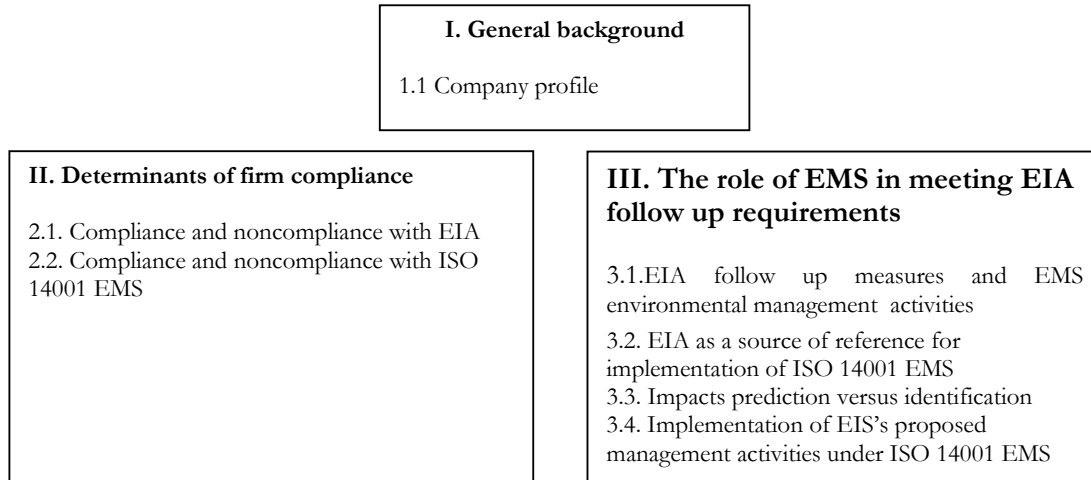 I. General background
1.1 Company profile
II. Determinants of firm compliance
2.1. Compliance and noncompliance with EIA
2.2. Compliance and noncompliance with ISO
14001 EMS
III. The role of EMS in meeting EIA
follow up requirements
3.1.EIA follow up measures and EMS
environmental management activities
3.2. EIA as a source of reference for
implementation of ISO 14001 EMS
3.3. Impacts prediction versus identification
3.4. Implementation of EIS's proposed
management activities under ISO 14001 EMS